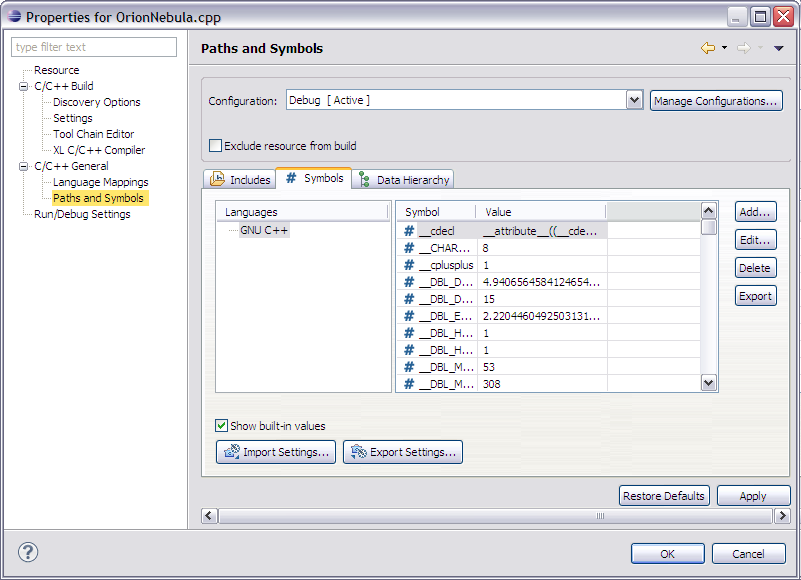 Properties for OrionNebula.cpp
type filter text
Resource
C/C++ Build
Discovery Options
Settings
Tool Chain Editor
XL C/C++ Compiler
C/C++ General
Language Mappings
Paths and Symbols
Run/Debug Settings
Paths and Symbols
Configuration: Debug [ Active ] Manage Configurations...
Exclude resource from build
Includes # Symbols Data Hierarchy
Languages
GNU C++
Symbol Value
# __cdecl __attribute__((__cde...
# __CHAR... 8
# __cplusplus 1
# __DBL_D... 4.9406564584124654...
# __DBL_D... 15
# __DBL_E... 2.2204460492503131...
# __DBL_H... 1
# __DBL_H... 1
# __DBL_M... 53
# __DBL_M... 308
Add...
Edit...
Delete
Export
Show built-in values
Import Settings... Export Settings...
Restore Defaults Apply
? OK Cancel